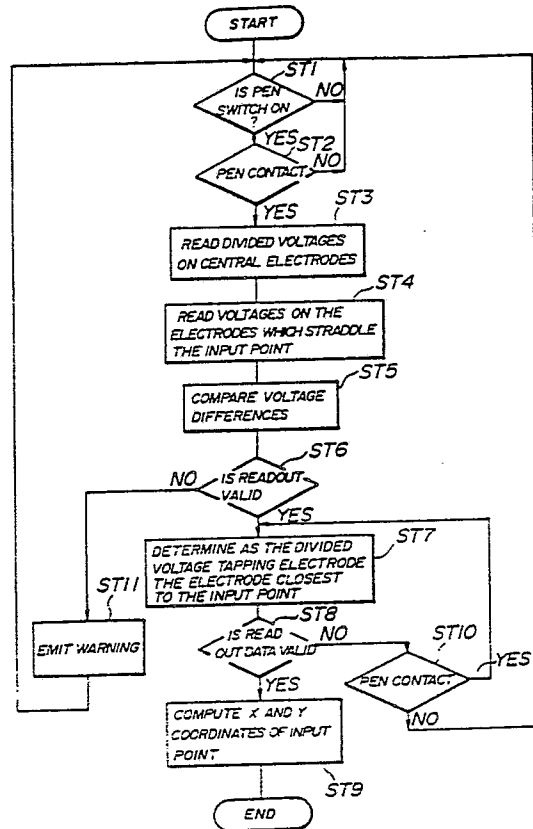 START
ST1
IS PEN
SWITCH ON
?
NO
YES
ST2
PEN CONTACT
NO
YES
ST3
READ DIVIDED VOLTAGES
ON CENTRAL ELECTRODES
ST4
READ VOLTAGES ON THE
ELECTRODES WHICH STRADDLE
THE INPUT POINT
ST5
COMPARE VOLTAGE
DIFFERENCES
ST6
NO
IS READOUT
VALID
YES
ST7
DETERMINE AS THE DIVIDED
VOLTAGE TAPPING ELECTRODE
THE ELECTRODE CLOSEST
TO THE INPUT POINT
ST11
EMIT WARNING
ST8
IS READ
OUT DATA VALID
NO
ST10
YES
PEN CONTACT
YES
NO
COMPUTE X AND Y
COORDINATES OF INPUT
POINT
ST9
END